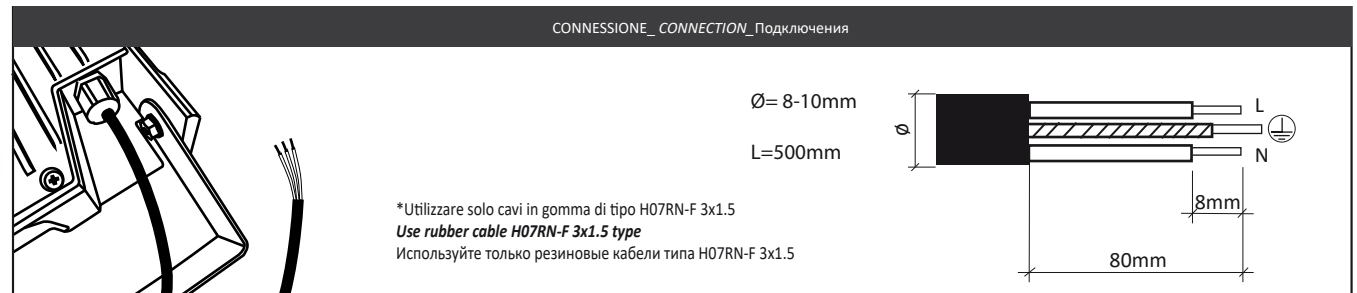 CONNESSIONE_ CONNECTION_Подключения
Ø= 8-10mm
L=500mm
*Utilizzare solo cavi in gomma di tipo H07RN-F 3x1.5
Use rubber cable H07RN-F 3x1.5 type
Используйте только резиновые кабели типа H07RN-F 3x1.5
Ø
L
N
8mm
80mm